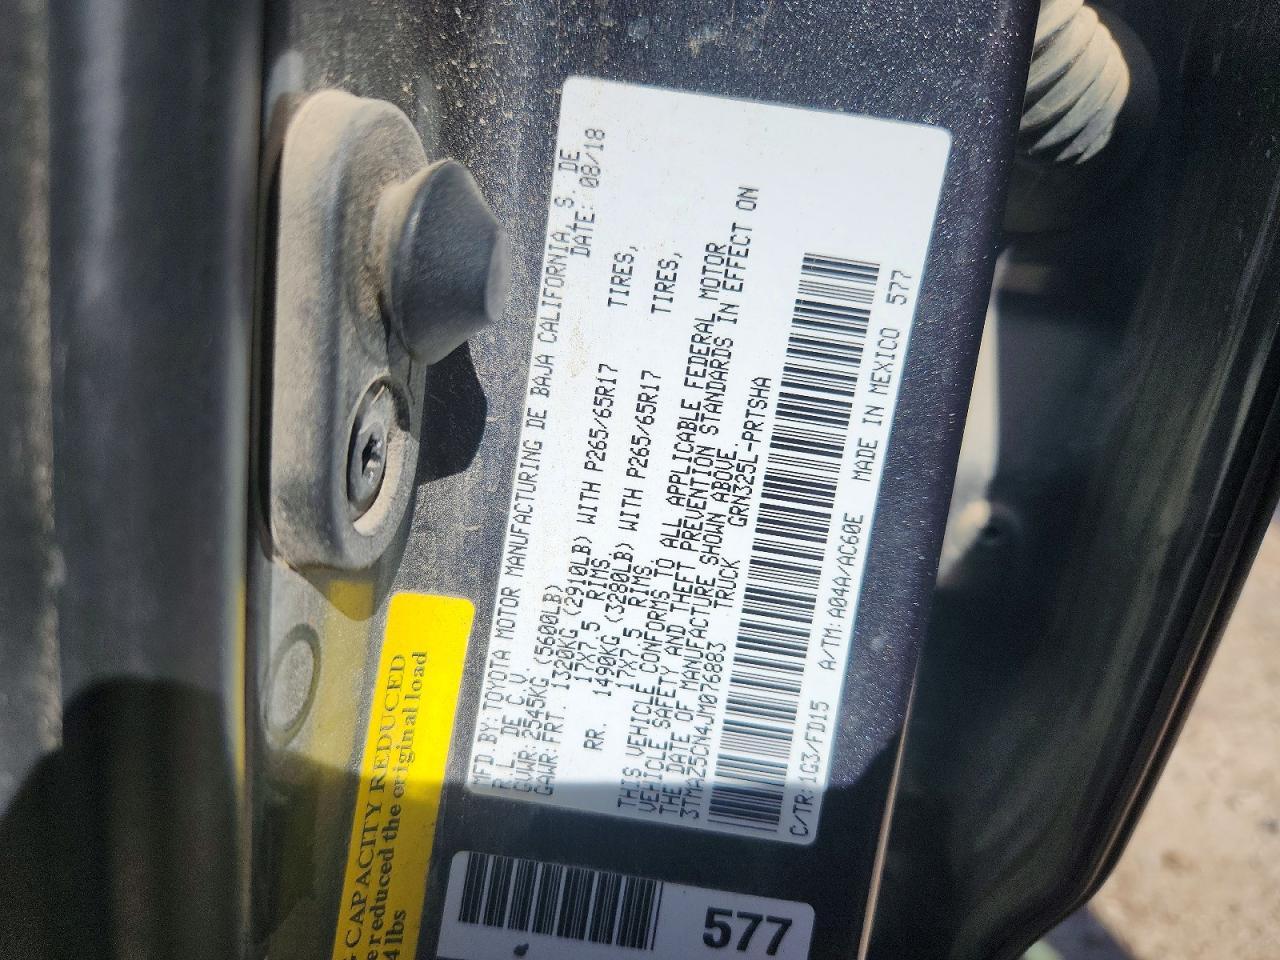 MFD BY: TOYOTA MOTOR MANUFACTURING DE BAJA CALIFORNIA, S. DE
R.L. DE C.V. DATE: 08/18
GVWR: 2545KG (5600LB)
GAWR: FRT. 1320KG (2910LB) WITH P265/65R17 TIRES,
17X7.5 RIMS,
RR. 1490KG (3280LB) WITH P265/65R17 TIRES,
17X7.5 RIMS.
THIS VEHICLE CONFORMS TO ALL APPLICABLE FEDERAL MOTOR
VEHICLE SAFETY AND THEFT PREVENTION STANDARDS IN EFFECT ON
THE DATE OF MANUFACTURE SHOWN ABOVE.
3TMAZ5CN4JM076883 TRUCK GRN325L-PRTSHA
C/TR: 1G3/FD15 A/TM: A04A/AC60E MADE IN MEXICO 577
CAPACITY REDUCED
reduced the original load
lbs
577